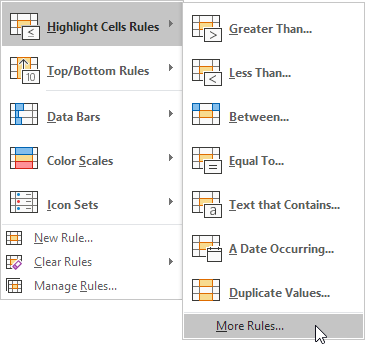 Highlight Cells Rules
Top/Bottom Rules
10
Data Bars
Color Scales
Icon Sets
New Rule...
Clear Rules
Manage Rules...
Greater Than...
Less Than...
Between...
Equal To...
Text that Contains...
a
A Date Occurring...
Duplicate Values...
More Rules...